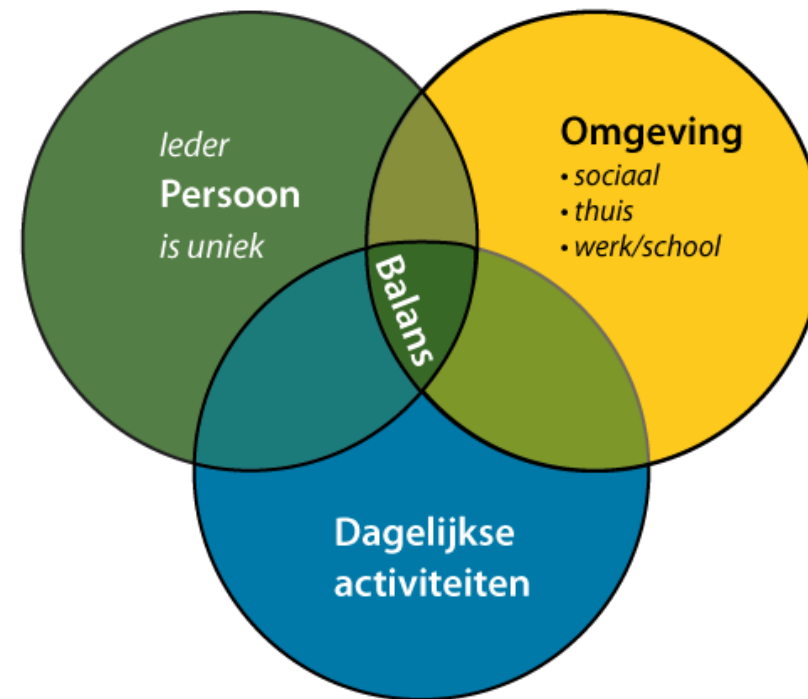 Ieder
Persoon
is uniek
Omgeving
• sociaal
• thuis
• werk/school
Balans
Dagelijkse
activiteiten